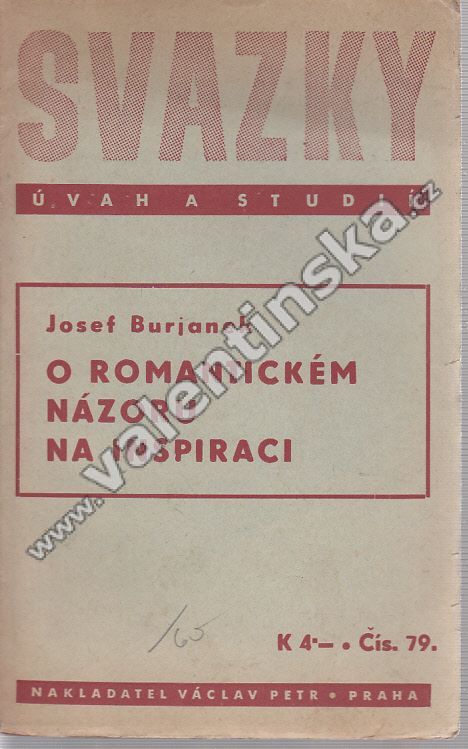 SVAZKY
ÚVAH A STUDIÍ
Josef Burjanek
O ROMANTICKÉM
NÁZORU
NA INSPIRACI
www.valentinska.cz
/65
K 4·— • Čís. 79.
NAKLADATEL VÁCLAV PETR • PRAHA